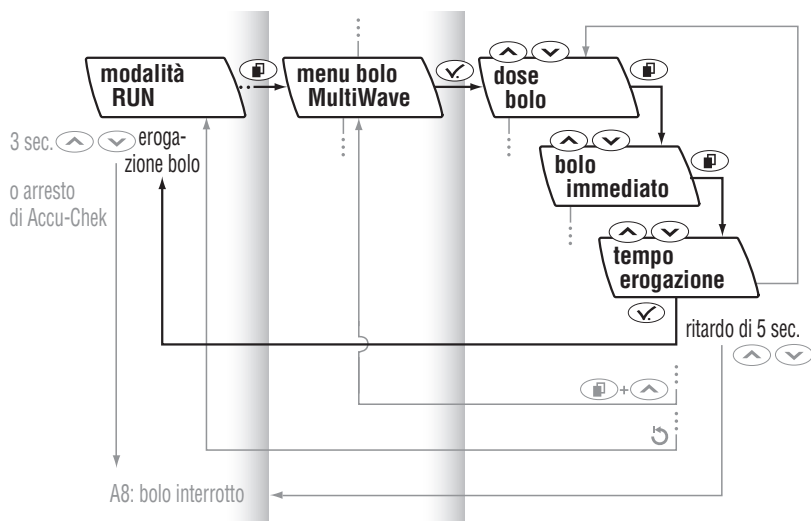 modalità
RUN
menu bolo
MultiWave
dose
bolo
3 sec.
eroga-
zione bolo
o arresto
di Accu-Chek
bolo
immediato
tempo
erogazione
ritardo di 5 sec.
+
A8: bolo interrotto